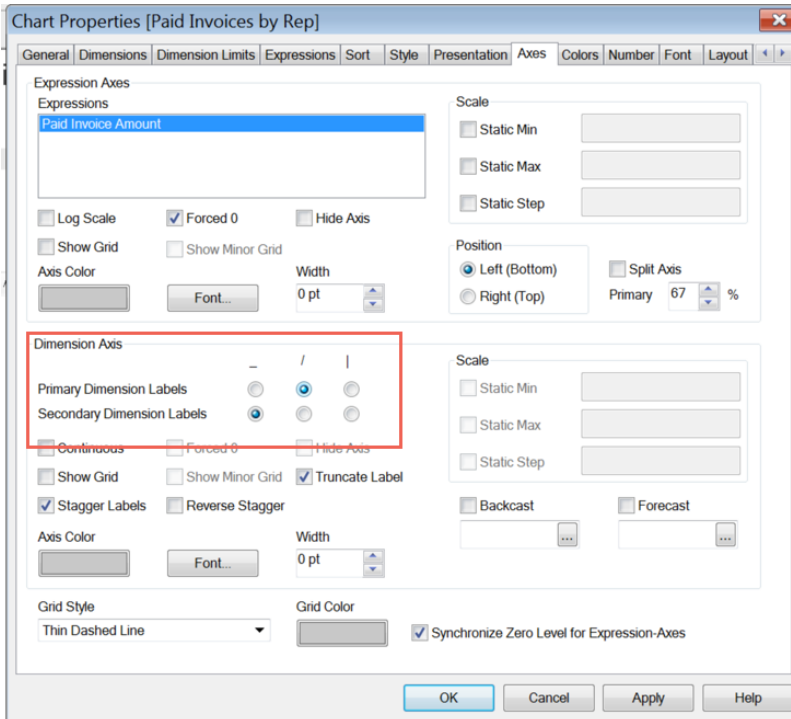 Chart Properties [Paid Invoices by Rep]
General Dimensions Dimension Limits Expressions Sort Style Presentation Axes Colors Number Font Layout
Expression Axes
Expressions
Paid Invoice Amount
Scale
Static Min
Static Max
Static Step
Log Scale Forced 0 Hide Axis
Show Grid Show Minor Grid
Axis Color Width
Font... 0 pt
Position
Left (Bottom) Split Axis
Right (Top) Primary 67 %
Dimension Axis
_ / |
Primary Dimension Labels
Secondary Dimension Labels
Continuous Forced 0 Hide Axis
Show Grid Show Minor Grid Truncate Label
Stagger Labels Reverse Stagger
Axis Color Width
Font... 0 pt
Scale
Static Min
Static Max
Static Step
Backcast Forecast
... ...
Grid Style Grid Color
Thin Dashed Line Synchronize Zero Level for Expression-Axes
OK Cancel Apply Help